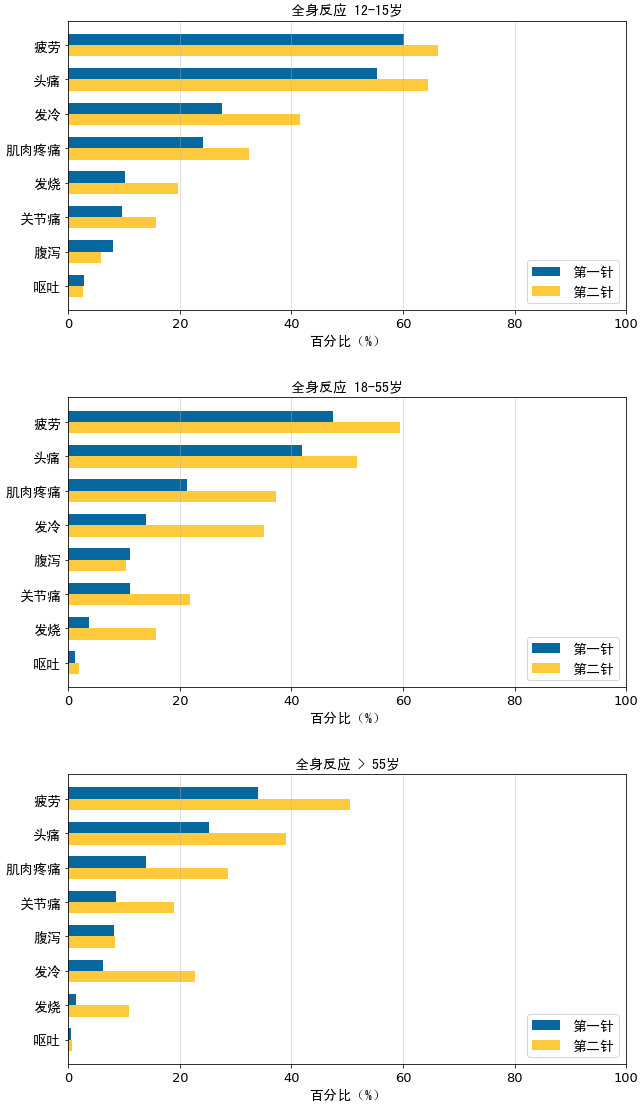 全身反应 12-15岁
疲劳
头痛
发冷
肌肉疼痛
发烧
关节痛
腹泻
呕吐
第一针
第二针
0 20 40 60 80 100
百分比（%）
全身反应 18-55岁
疲劳
头痛
肌肉疼痛
发冷
腹泻
关节痛
发烧
呕吐
第一针
第二针
0 20 40 60 80 100
百分比（%）
全身反应 > 55岁
疲劳
头痛
肌肉疼痛
关节痛
腹泻
发冷
发烧
呕吐
第一针
第二针
0 20 40 60 80 100
百分比（%）